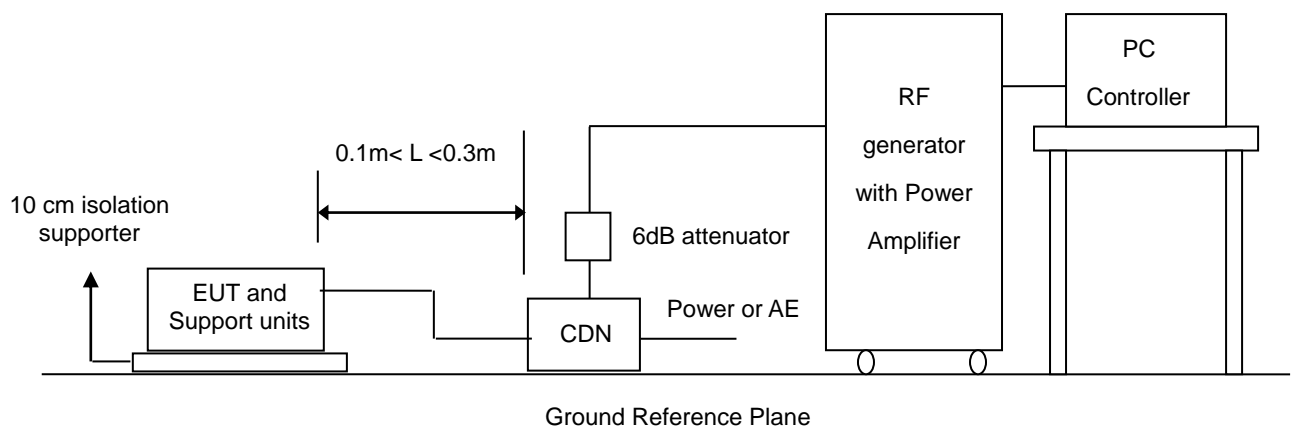 PC
Controller
RF
generator
with Power
Amplifier
0.1m< L <0.3m
10 cm isolation
supporter
6dB attenuator
EUT and
Support units
CDN
Power or AE
Ground Reference Plane